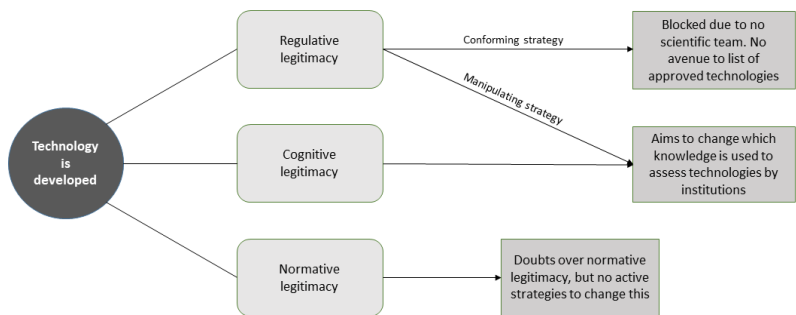 Technology
is
developed
Regulative
legitimacy
Conforming strategy
Manipulating strategy
Blocked due to no
scientific team. No
avenue to list of
approved technologies
Cognitive
legitimacy
Aims to change which
knowledge is used to
assess technologies by
institutions
Normative
legitimacy
Doubts over normative
legitimacy, but no active
strategies to change this